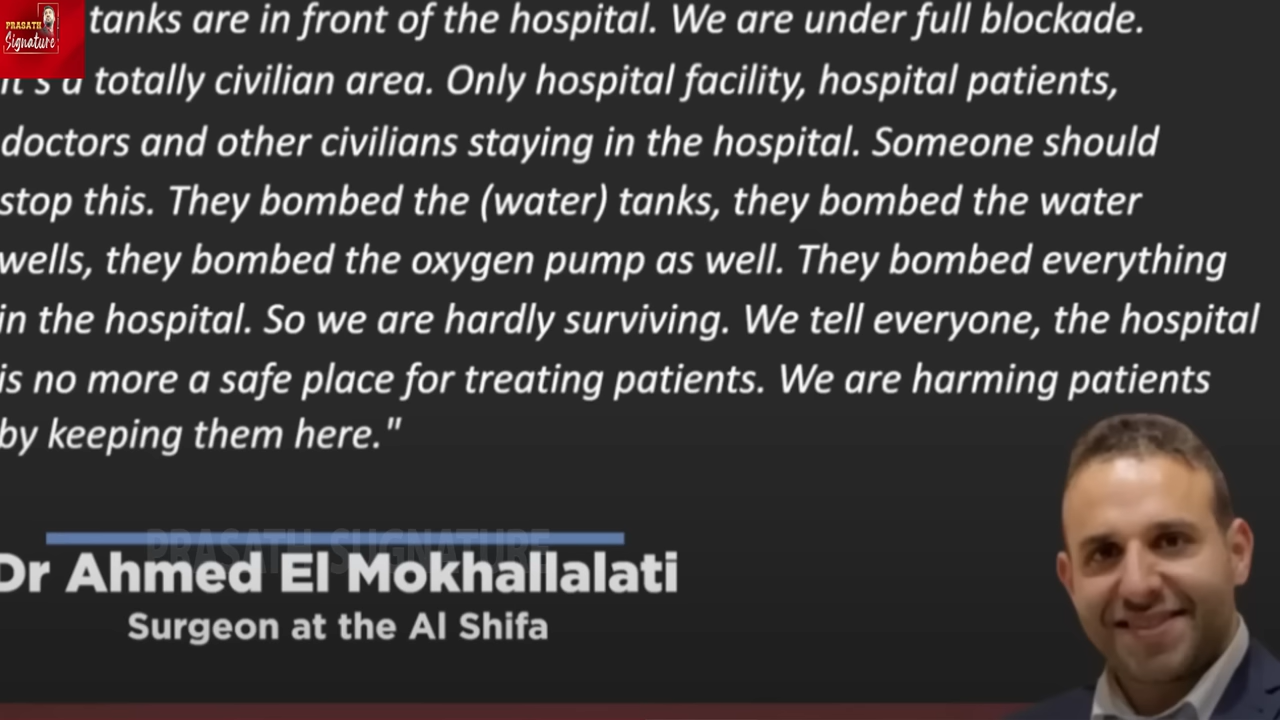 PRASATH
Signature
tanks are in front of the hospital. We are under full blockade.
It's a totally civilian area. Only hospital facility, hospital patients,
doctors and other civilians staying in the hospital. Someone should
stop this. They bombed the (water) tanks, they bombed the water
wells, they bombed the oxygen pump as well. They bombed everything
in the hospital. So we are hardly surviving. We tell everyone, the hospital
is no more a safe place for treating patients. We are harming patients
by keeping them here."
PRASATH SUGNATURE
Dr Ahmed El Mokhallalati
Surgeon at the Al Shifa